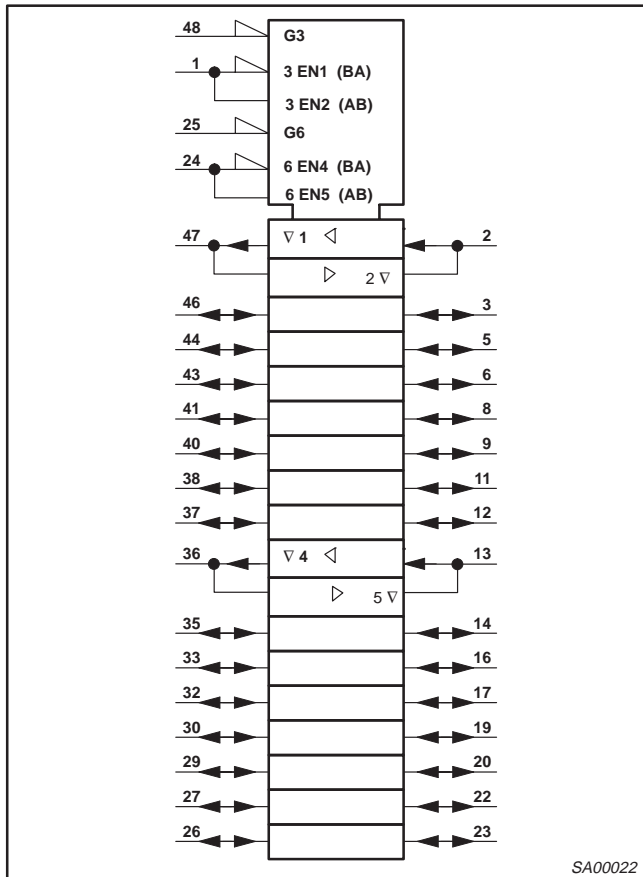 48 G3
1 3 EN1 (BA)
3 EN2 (AB)
25 G6
24 6 EN4 (BA)
6 EN5 (AB)
47 ∇ 1 ◁ 2
▷ 2 ∇
46 3
44 5
43 6
41 8
40 9
38 11
37 12
36 ∇ 4 ◁ 13
▷ 5 ∇
35 14
33 16
32 17
30 19
29 20
27 22
26 23
SA00022